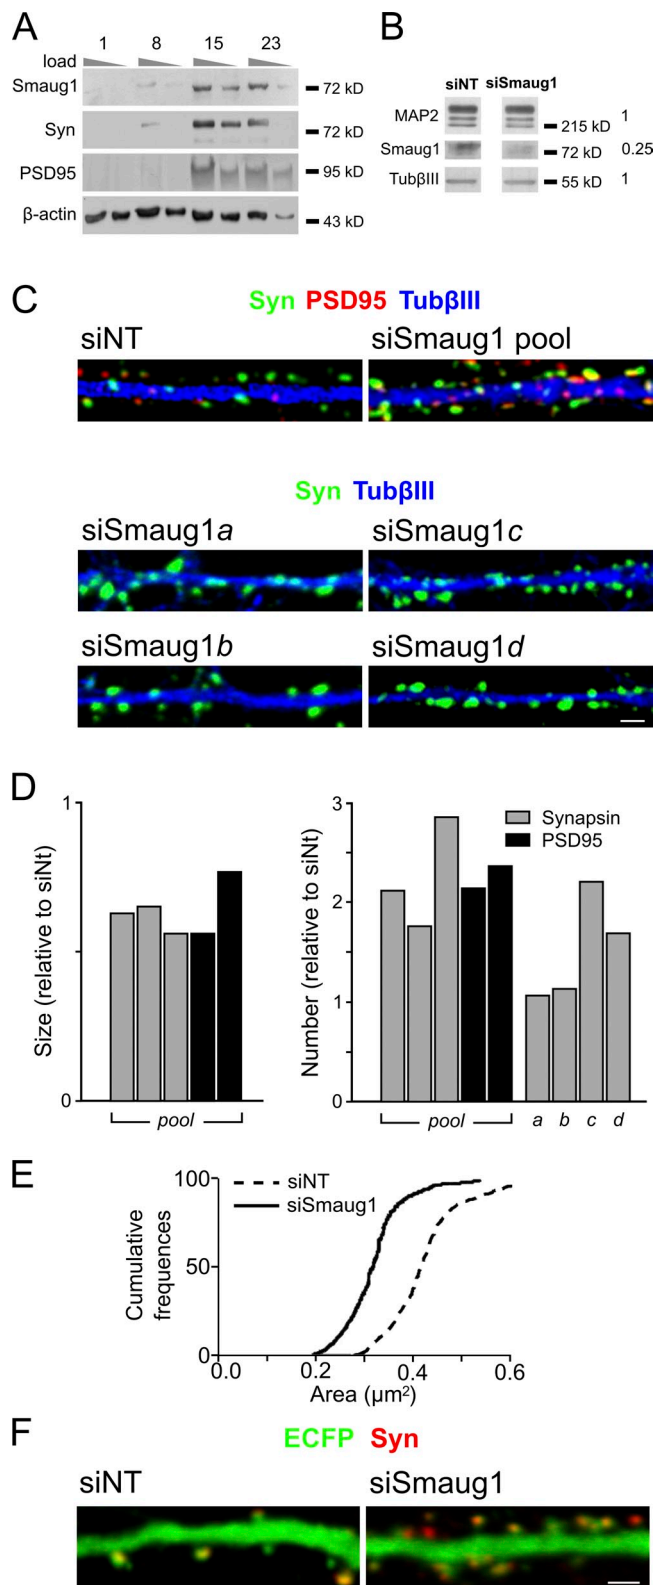 A
1 8 15 23
load
Smaug1
72 kD
Syn
72 kD
PSD95
95 kD
β-actin
43 kD
B
siNT siSmaug1
MAP2
215 kD 1
Smaug1
72 kD 0.25
TubβIII
55 kD 1
C
Syn PSD95 TubβIII
siNT siSmaug1 pool
Syn TubβIII
siSmaug1a siSmaug1c
siSmaug1b siSmaug1d
D
Size (relative to siNt)
1
0
pool
Number (relative to siNt)
3
2
1
0
Synapsin
PSD95
pool a b c d
E
Cumulative
frequences
100
50
0
siNT
siSmaug1
0.0 0.2 0.4 0.6
Area (µm²)
F
ECFP Syn
siNT siSmaug1